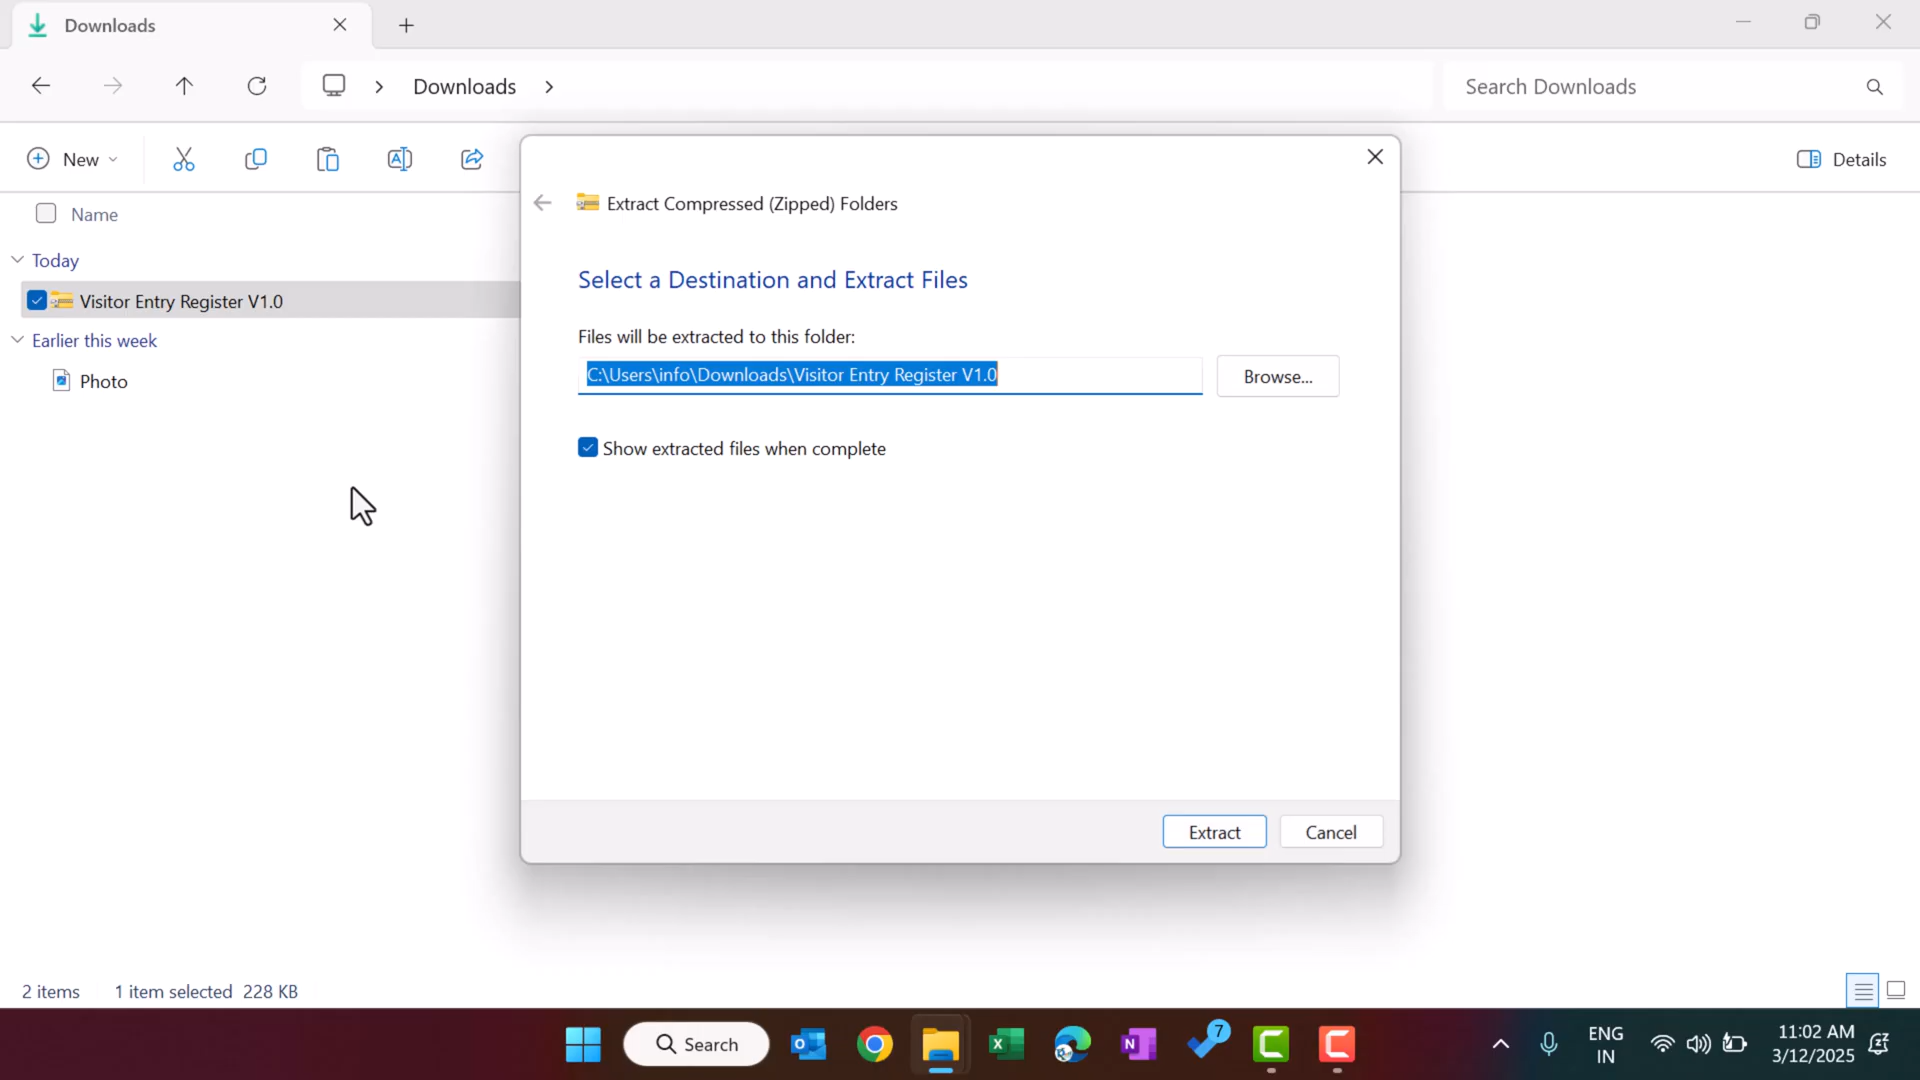 Downloads
Downloads
Search Downloads
New
Details
Name
Today
Visitor Entry Register V1.0
Earlier this week
Photo
Extract Compressed (Zipped) Folders
Select a Destination and Extract Files
Files will be extracted to this folder:
C:\Users\info\Downloads\Visitor Entry Register V1.0
Browse...
Show extracted files when complete
Extract
Cancel
2 items
1 item selected 228 KB
Search
7
ENG
IN
11:02 AM
3/12/2025